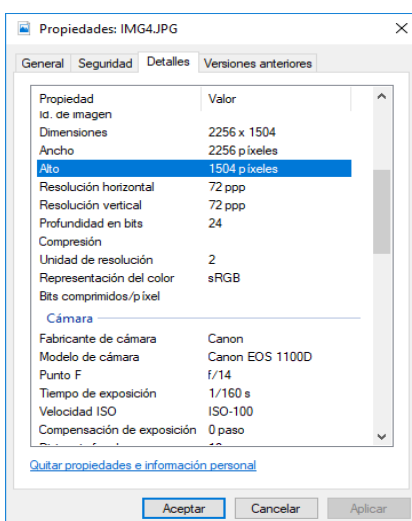 Propiedades: IMG4.JPG
General Seguridad Detalles Versiones anteriores
Propiedad Valor
Id. de imagen
Dimensiones 2256 x 1504
Ancho 2256 píxeles
Alto 1504 píxeles
Resolución horizontal 72 ppp
Resolución vertical 72 ppp
Profundidad en bits 24
Compresión
Unidad de resolución 2
Representación del color sRGB
Bits comprimidos/píxel
Cámara
Fabricante de cámara Canon
Modelo de cámara Canon EOS 1100D
Punto F f/14
Tiempo de exposición 1/160 s
Velocidad ISO ISO-100
Compensación de exposición 0 paso
Quitar propiedades e información personal
Aceptar Cancelar Aplicar